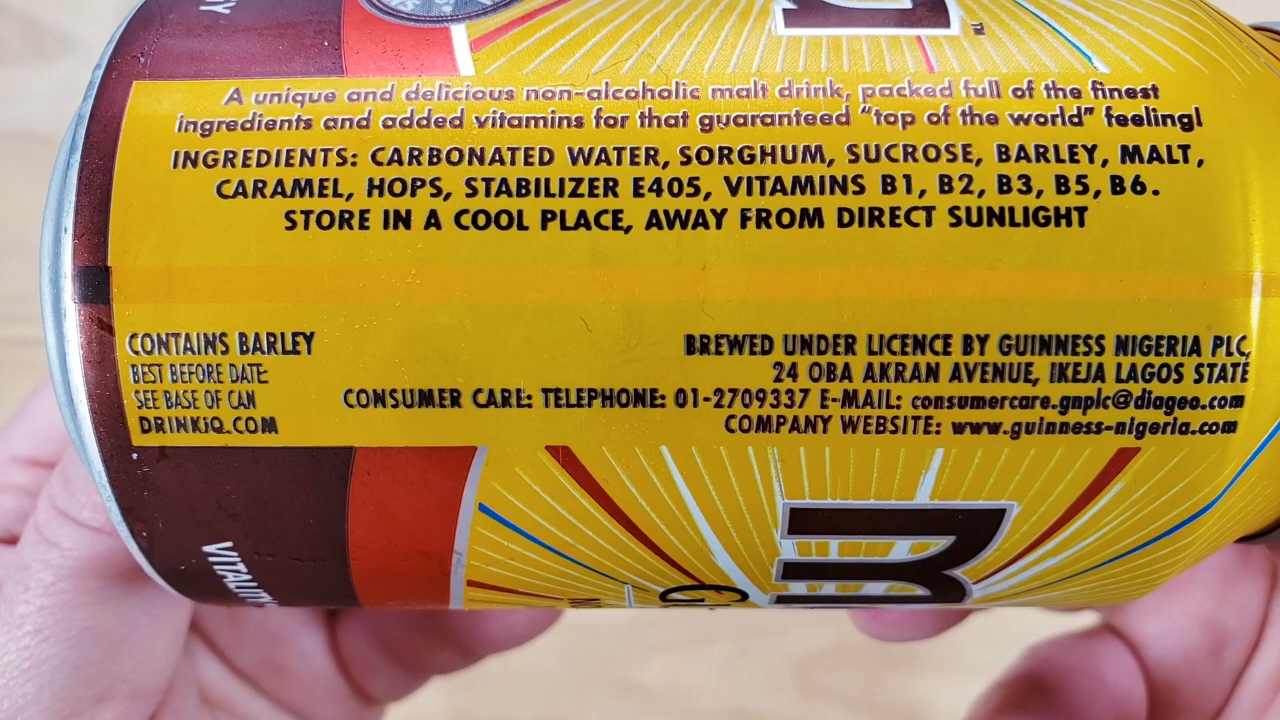 A unique and delicious non-alcoholic malt drink, packed full of the finest
ingredients and added vitamins for that guaranteed "top of the world" feeling!
INGREDIENTS: CARBONATED WATER, SORGHUM, SUCROSE, BARLEY, MALT,
CARAMEL, HOPS, STABILIZER E405, VITAMINS B1, B2, B3, B5, B6.
STORE IN A COOL PLACE, AWAY FROM DIRECT SUNLIGHT
CONTAINS BARLEY
BEST BEFORE DATE:
SEE BASE OF CAN
DRINKiQ.COM
BREWED UNDER LICENCE BY GUINNESS NIGERIA PLC,
24 OBA AKRAN AVENUE, IKEJA LAGOS STATE
CONSUMER CARE: TELEPHONE: 01-2709337 E-MAIL: consumercare.gnplc@diageo.com
COMPANY WEBSITE: www.guinness-nigeria.com
VITALITY